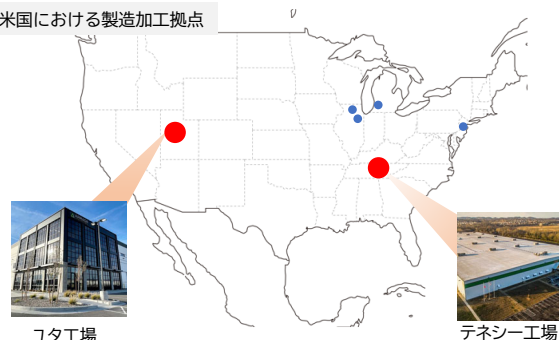 米国における製造加工拠点
ユタ工場
テネシー工場